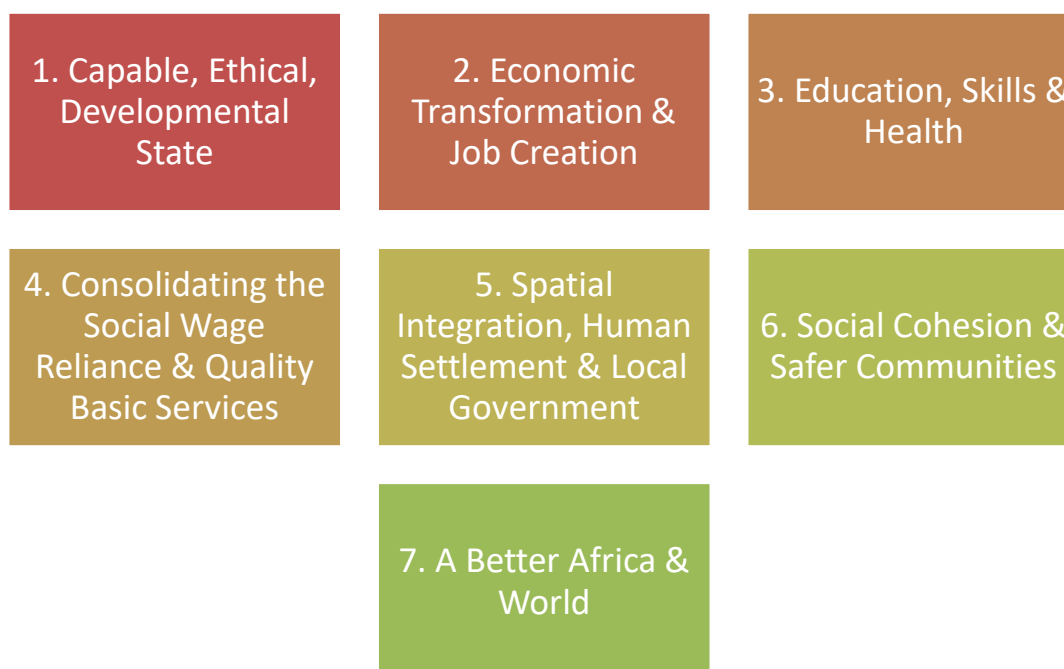 1. Capable, Ethical,
Developmental
State
2. Economic
Transformation &
Job Creation
3. Education, Skills &
Health
4. Consolidating the
Social Wage
Reliance & Quality
Basic Services
5. Spatial
Integration, Human
Settlement & Local
Government
6. Social Cohesion &
Safer Communities
7. A Better Africa &
World